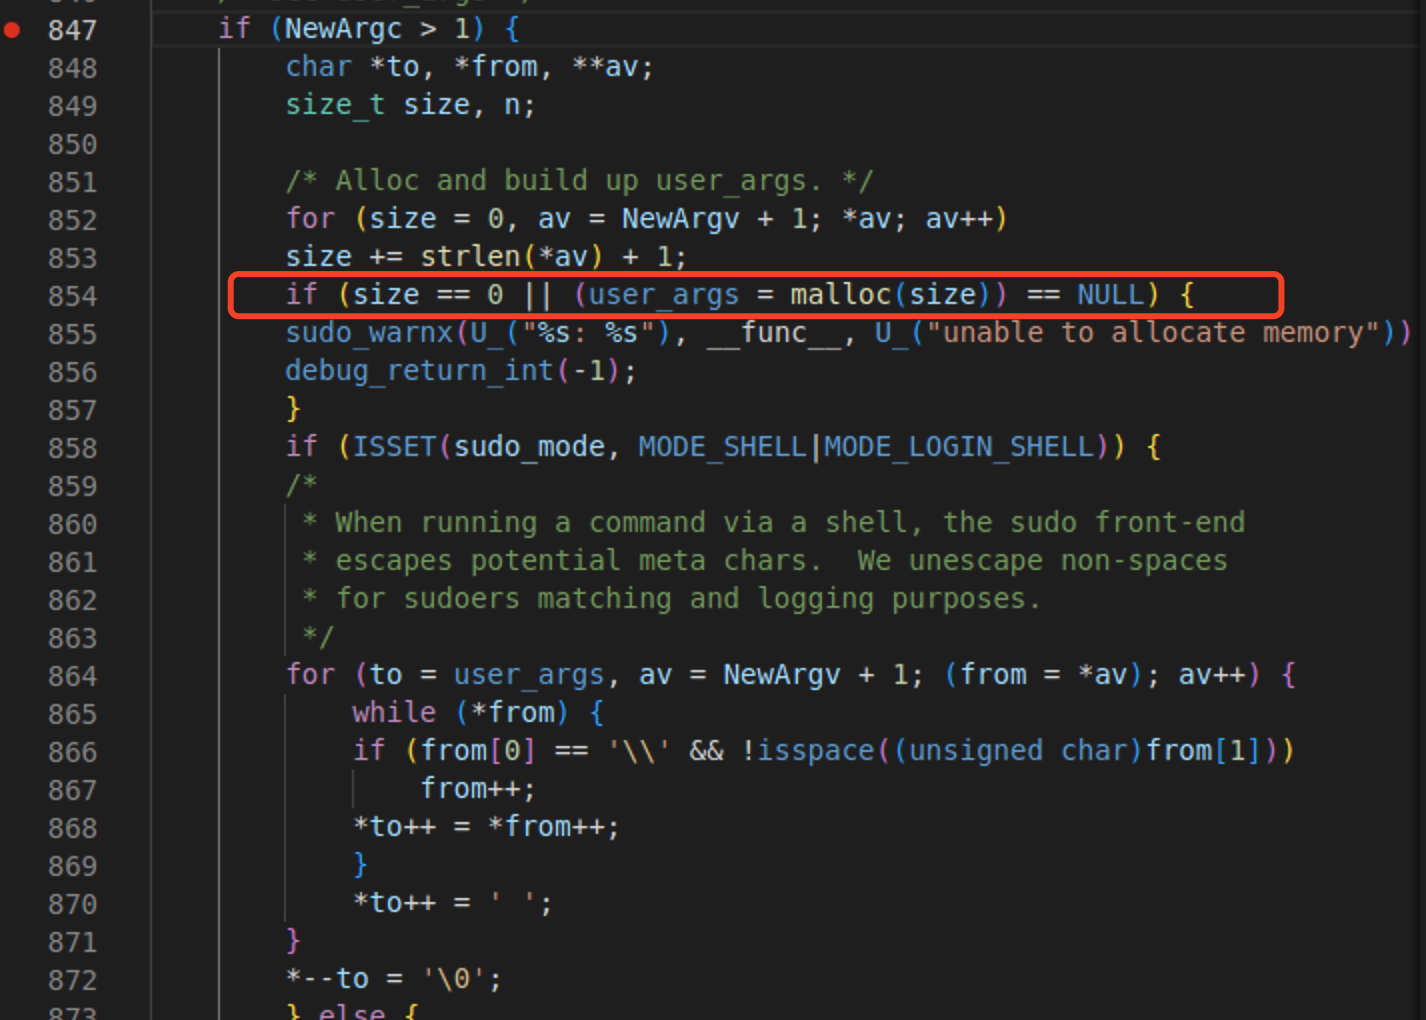 847 if (NewArgc > 1) {
848 char *to, *from, **av;
849 size_t size, n;
850
851 /* Alloc and build up user_args. */
852 for (size = 0, av = NewArgv + 1; *av; av++)
853 size += strlen(*av) + 1;
854 if (size == 0 || (user_args = malloc(size)) == NULL) {
855 sudo_warnx(U_("%s: %s"), __func__, U_("unable to allocate memory"))
856 debug_return_int(-1);
857 }
858 if (ISSET(sudo_mode, MODE_SHELL|MODE_LOGIN_SHELL)) {
859 /*
860 * When running a command via a shell, the sudo front-end
861 * escapes potential meta chars.  We unescape non-spaces
862 * for sudoers matching and logging purposes.
863 */
864 for (to = user_args, av = NewArgv + 1; (from = *av); av++) {
865 while (*from) {
866 if (from[0] == '\\' && !isspace((unsigned char)from[1]))
867 from++;
868 *to++ = *from++;
869 }
870 *to++ = ' ';
871 }
872 *--to = '\0';
873 } else {